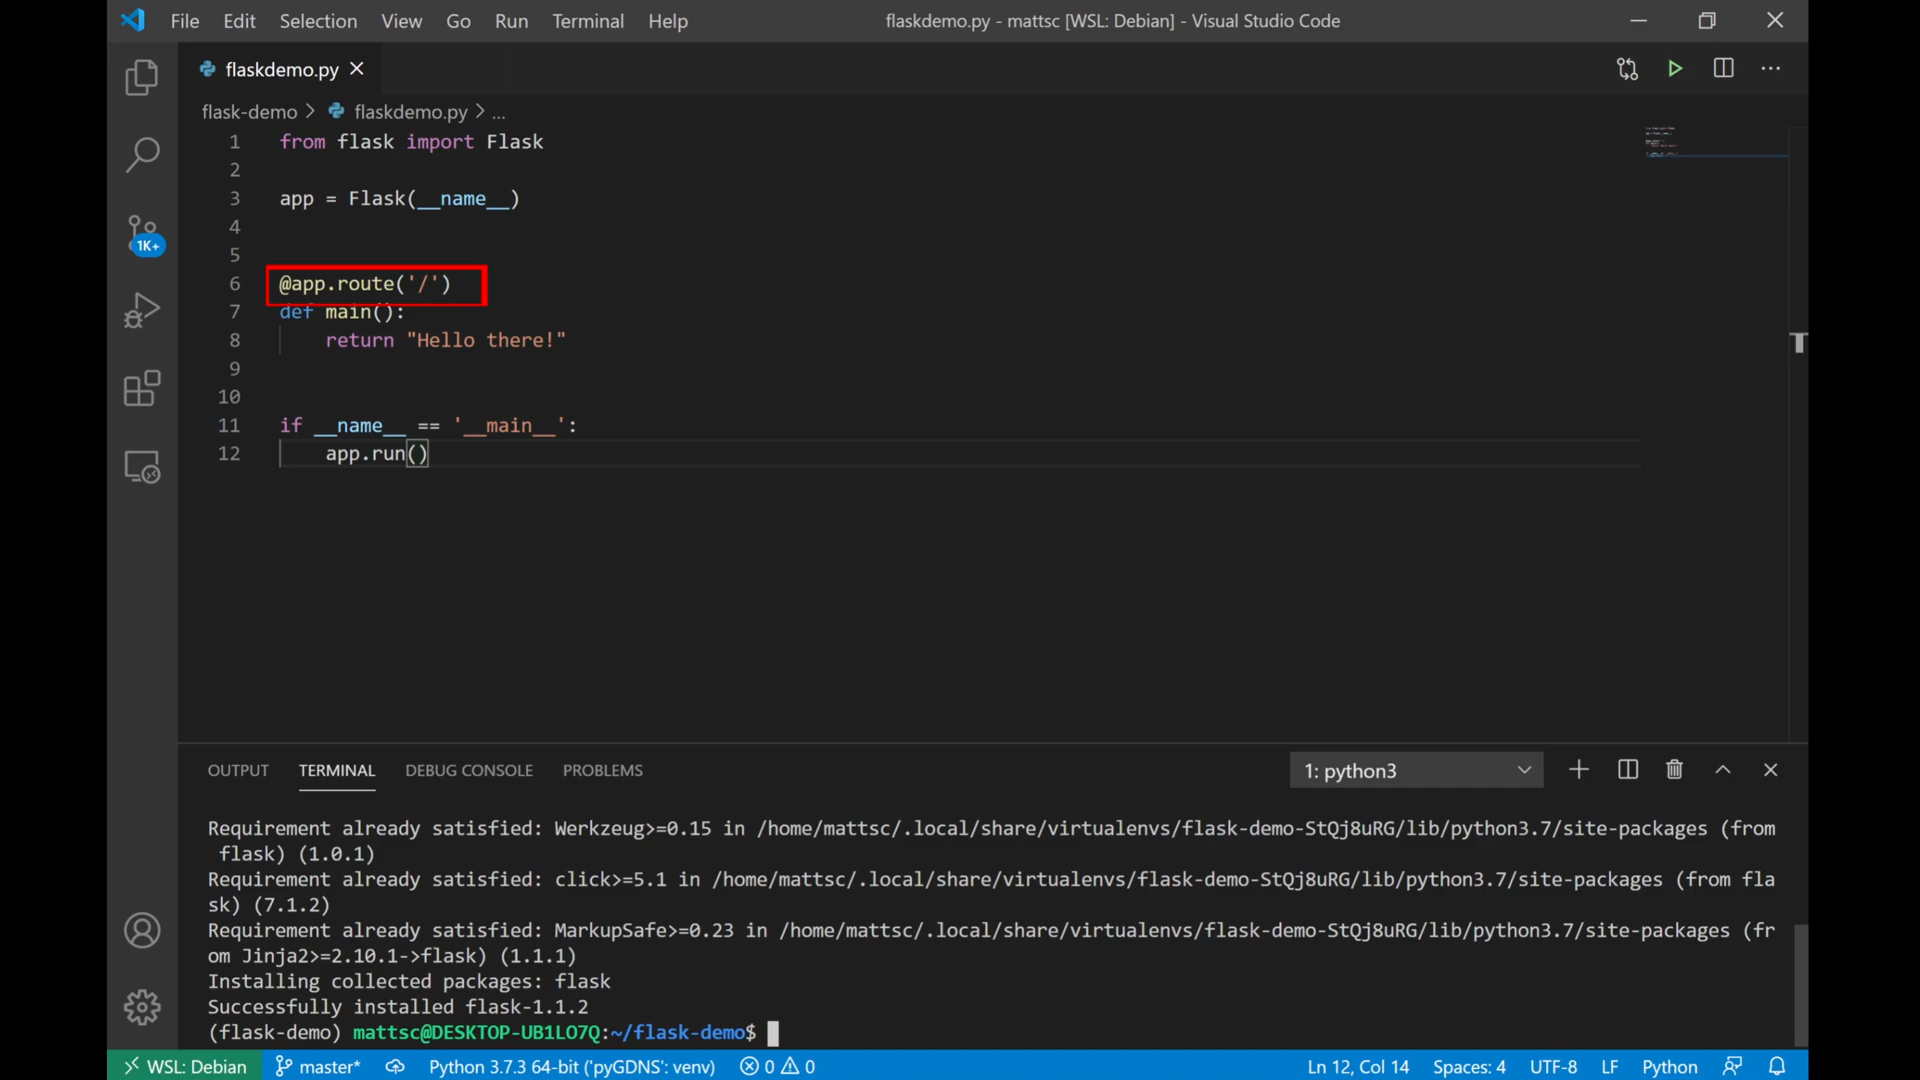 File Edit Selection View Go Run Terminal Help flaskdemo.py - mattsc [WSL: Debian] - Visual Studio Code
flaskdemo.py
flask-demo > flaskdemo.py > ...
1 from flask import Flask
2
3 app = Flask(__name__)
4
5
6 @app.route('/')
7 def main():
8 return "Hello there!"
9
10
11 if __name__ == '__main__':
12 app.run()
1K+
OUTPUT TERMINAL DEBUG CONSOLE PROBLEMS 1: python3
Requirement already satisfied: Werkzeug>=0.15 in /home/mattsc/.local/share/virtualenvs/flask-demo-StQj8uRG/lib/python3.7/site-packages (from
flask) (1.0.1)
Requirement already satisfied: click>=5.1 in /home/mattsc/.local/share/virtualenvs/flask-demo-StQj8uRG/lib/python3.7/site-packages (from fla
sk) (7.1.2)
Requirement already satisfied: MarkupSafe>=0.23 in /home/mattsc/.local/share/virtualenvs/flask-demo-StQj8uRG/lib/python3.7/site-packages (fr
om Jinja2>=2.10.1->flask) (1.1.1)
Installing collected packages: flask
Successfully installed flask-1.1.2
(flask-demo) mattsc@DESKTOP-UB1LO7Q:~/flask-demo$
WSL: Debian master* Python 3.7.3 64-bit ('pyGDNS': venv) 0 0 Ln 12, Col 14 Spaces: 4 UTF-8 LF Python